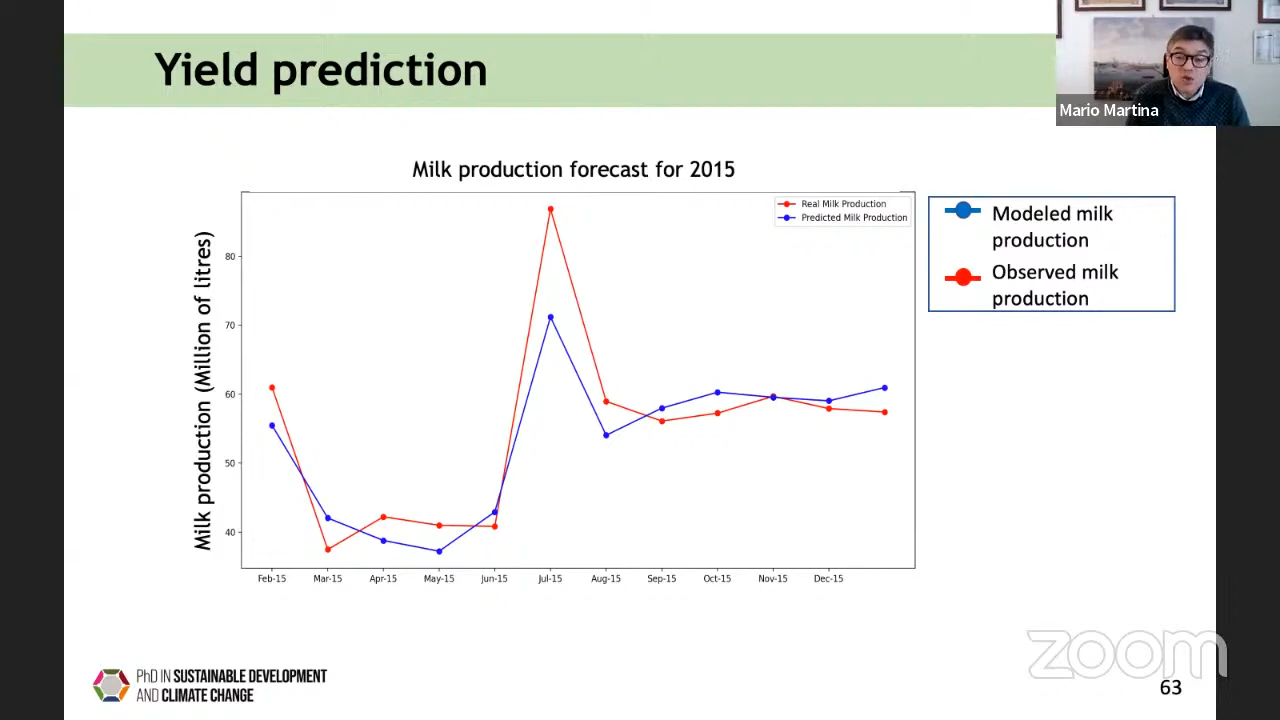 Yield prediction
Mario Martina
Milk production forecast for 2015
Real Milk Production
Predicted Milk Production
Modeled milk
production
Observed milk
production
Milk production (Million of litres)
80
70
60
50
40
Feb-15 Mar-15 Apr-15 May-15 Jun-15 Jul-15 Aug-15 Sep-15 Oct-15 Nov-15 Dec-15
PhD IN SUSTAINABLE DEVELOPMENT
AND CLIMATE CHANGE
zoom
63